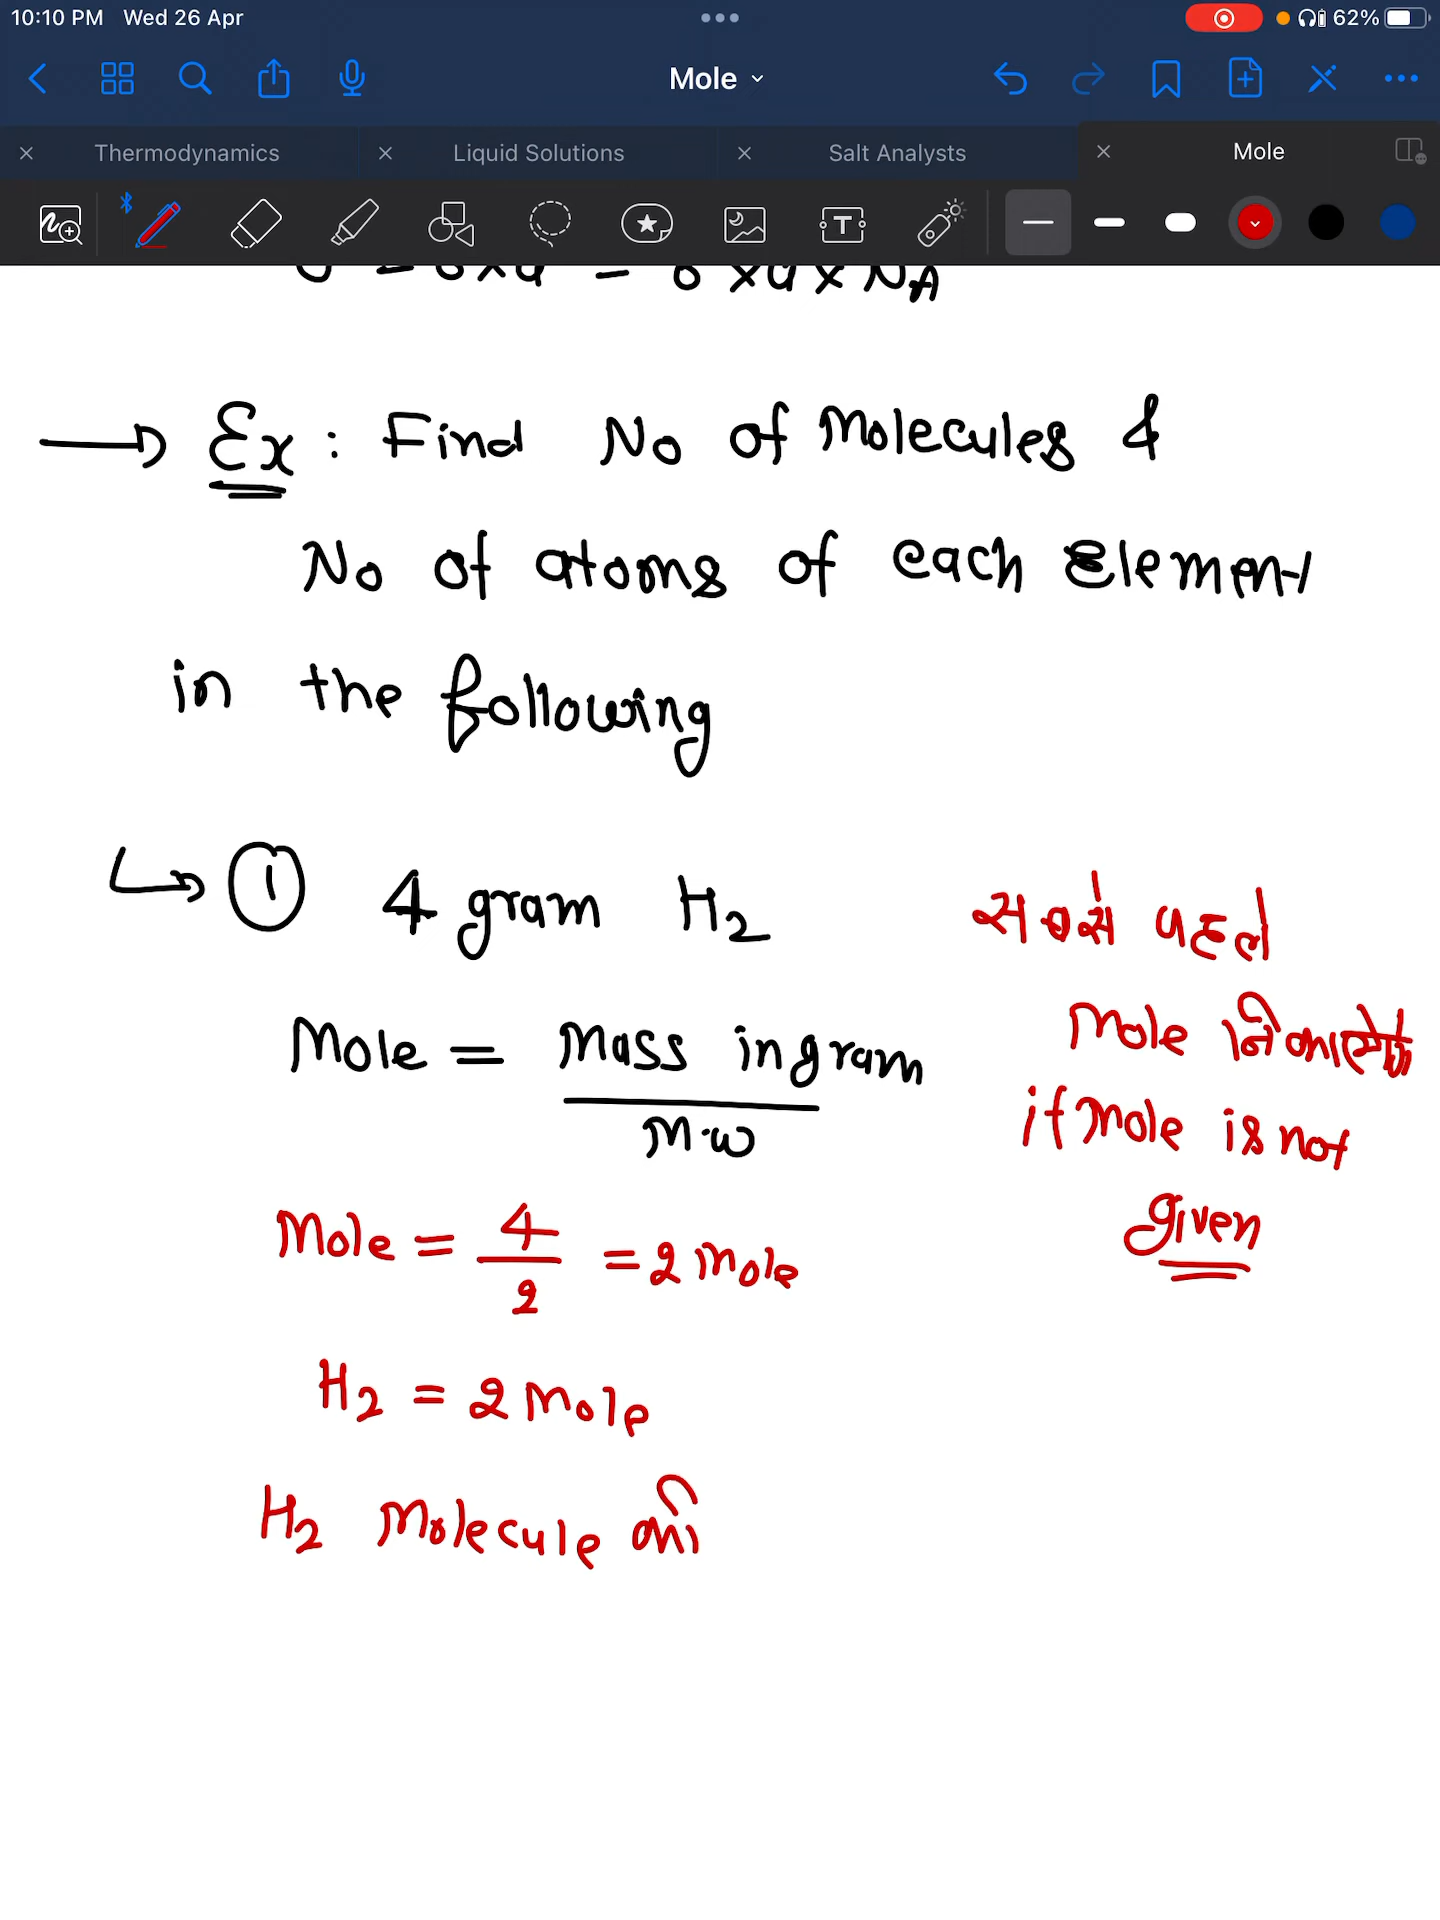 10:10 PM Wed 26 Apr 62%
Mole
Thermodynamics Liquid Solutions Salt Analysts Mole
T
→ Ex : Find No of Molecules &
No of atoms of each Element
in the following
① 4 gram H₂
सबसे पहले
Mole = Mass in gram
M.w
Mole
if mole is not
given
Mole = 4/2 = 2 mole
H₂ = 2 mole
H₂ Molecule की